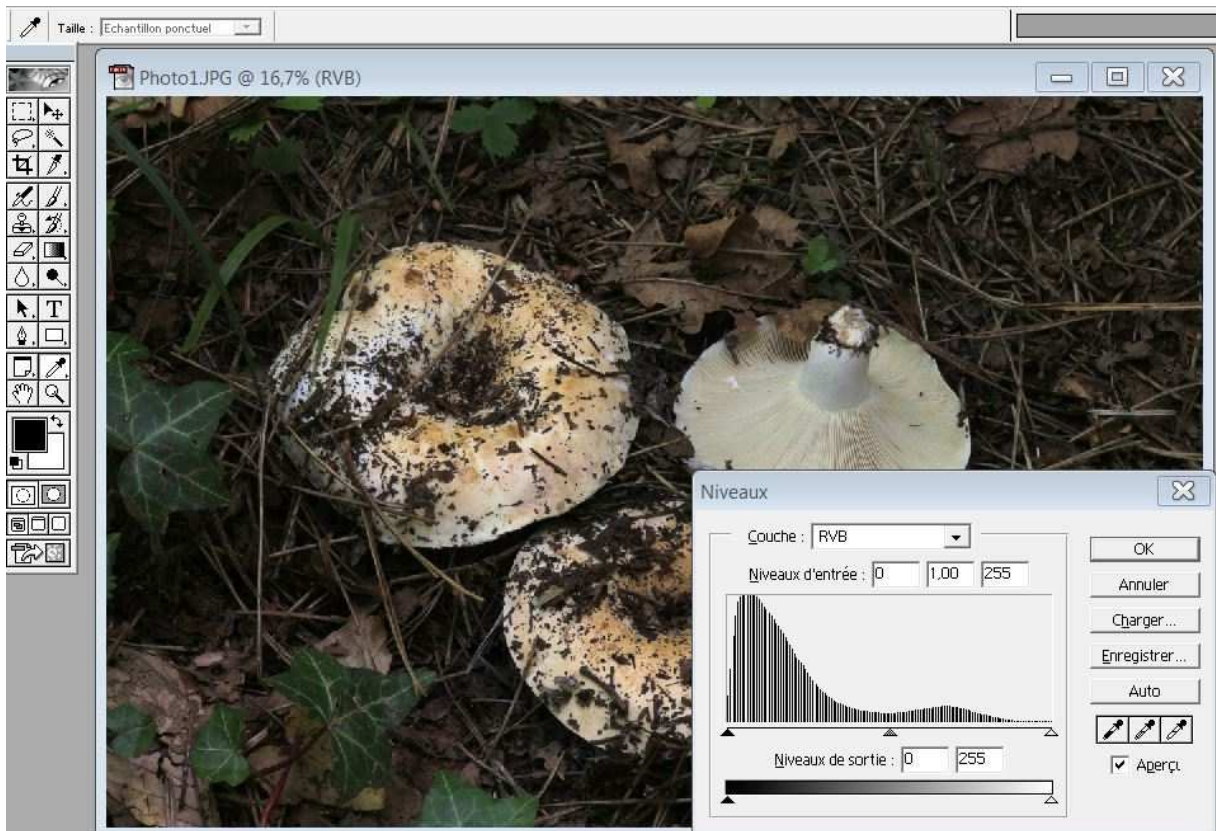 Taille : Echantillon ponctuel
Photo1.JPG @ 16,7% (RVB)
T
Niveaux
Couche : RVB
Niveaux d'entrée : 0 1,00 255
Niveaux de sortie : 0 255
OK
Annuler
Charger...
Enregistrer...
Auto
Aperçu